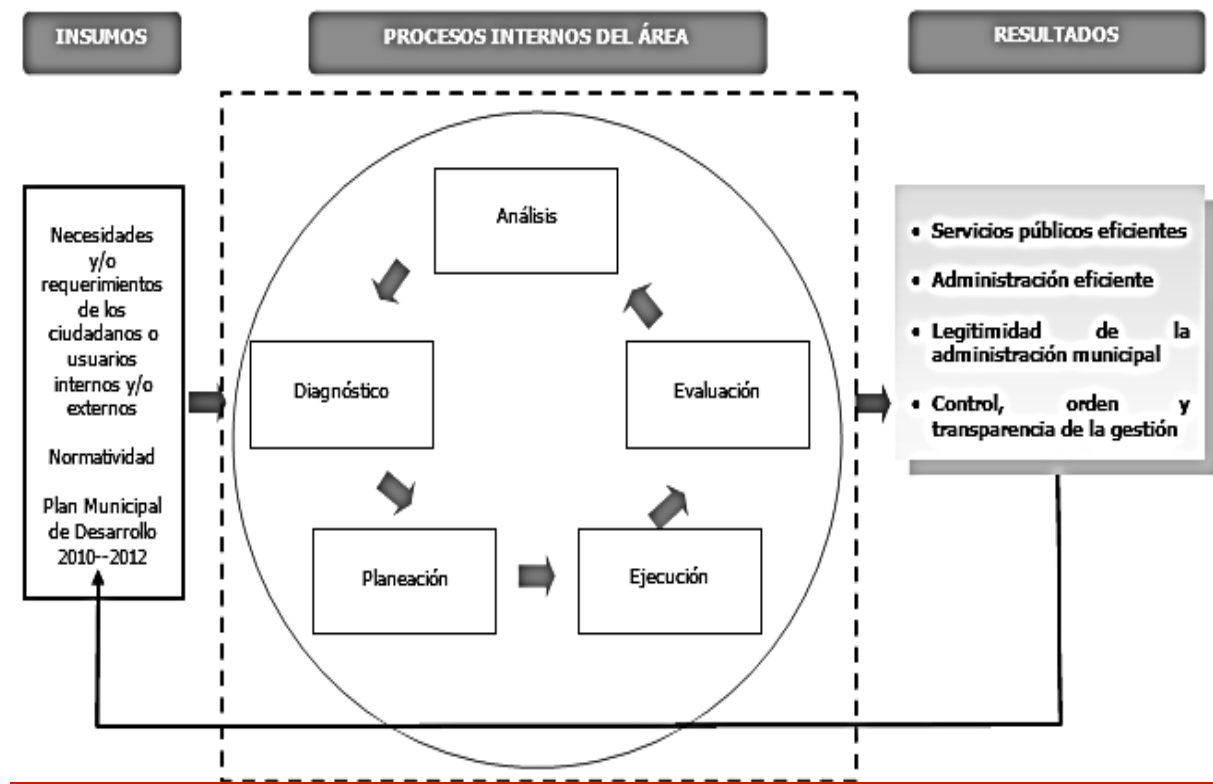 INSUMOS
PROCESOS INTERNOS DEL ÁREA
RESULTADOS
Necesidades
y/o
requerimientos
de los
ciudadanos o
usuarios
internos y/o
externos
Normatividad
Plan Municipal
de Desarrollo
2010--2012
Análisis
Diagnóstico
Evaluación
Planeación
Ejecución
• Servicios públicos eficientes
• Administración eficiente
• Legitimidad de la
administración municipal
• Control, orden y
transparencia de la gestión